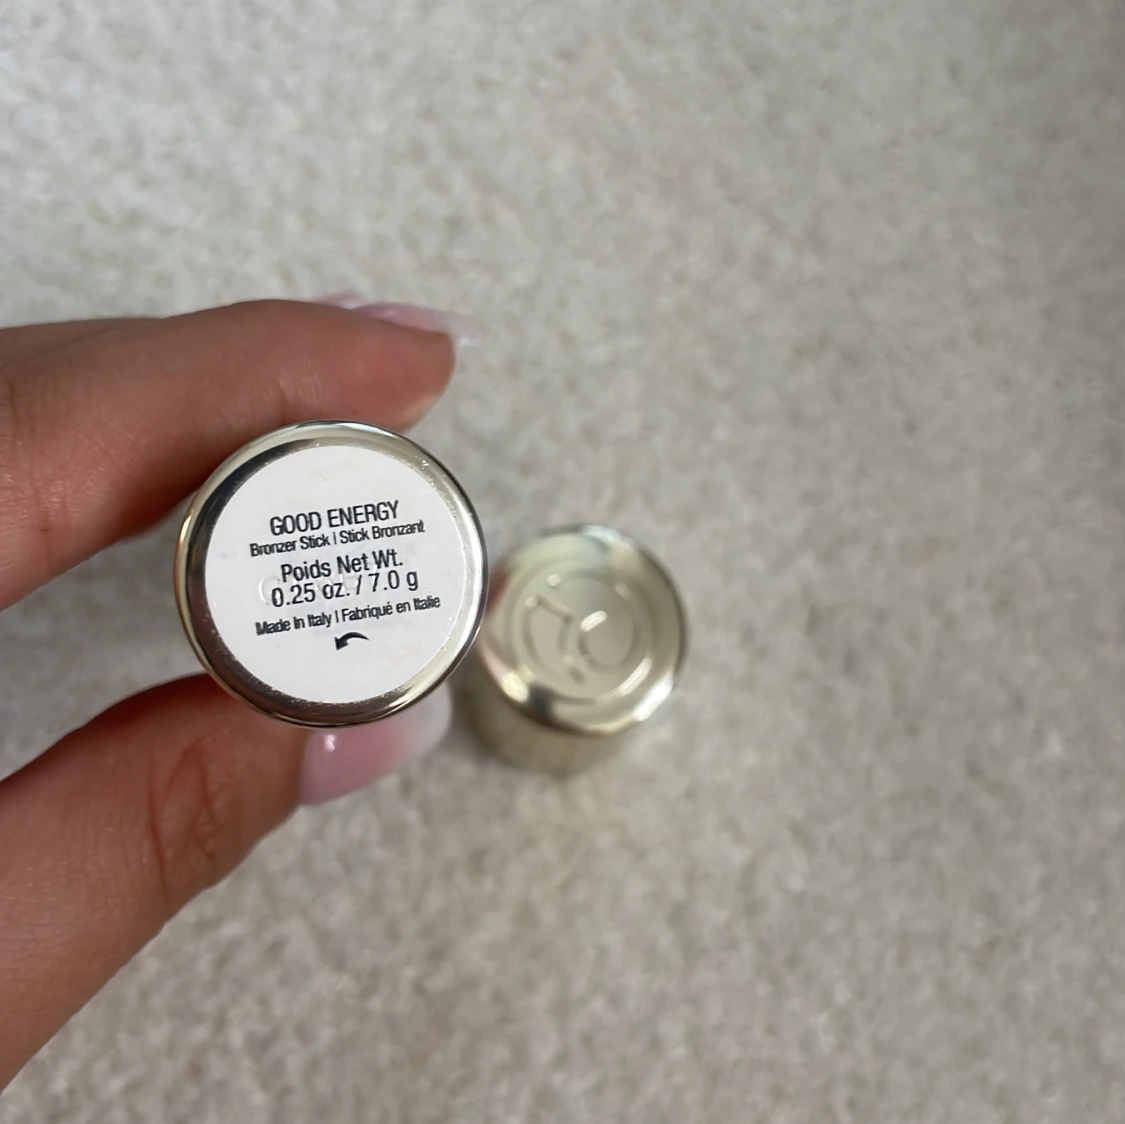 GOOD ENERGY
Bronzer Stick | Stick Bronzant
Poids Net Wt.
0.25 oz. / 7.0 g
Made In Italy | Fabriqué en Italie